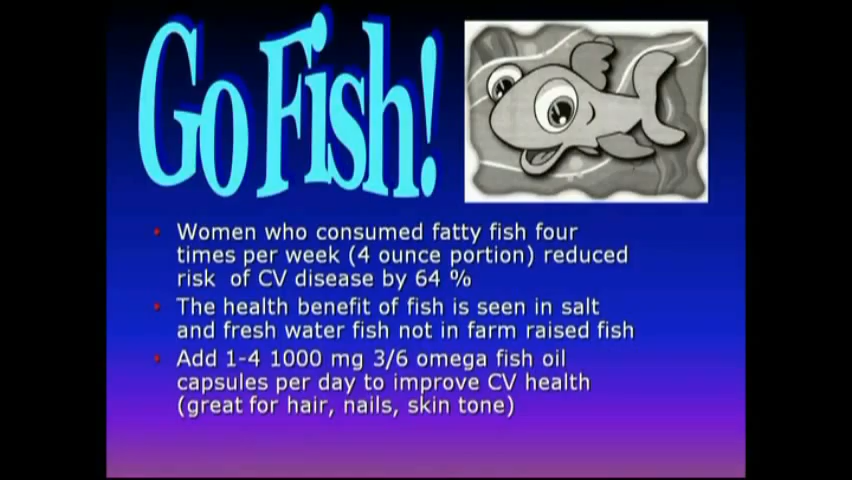 Go Fish!
• Women who consumed fatty fish four
times per week (4 ounce portion) reduced
risk of CV disease by 64 %
• The health benefit of fish is seen in salt
and fresh water fish not in farm raised fish
• Add 1-4 1000 mg 3/6 omega fish oil
capsules per day to improve CV health
(great for hair, nails, skin tone)